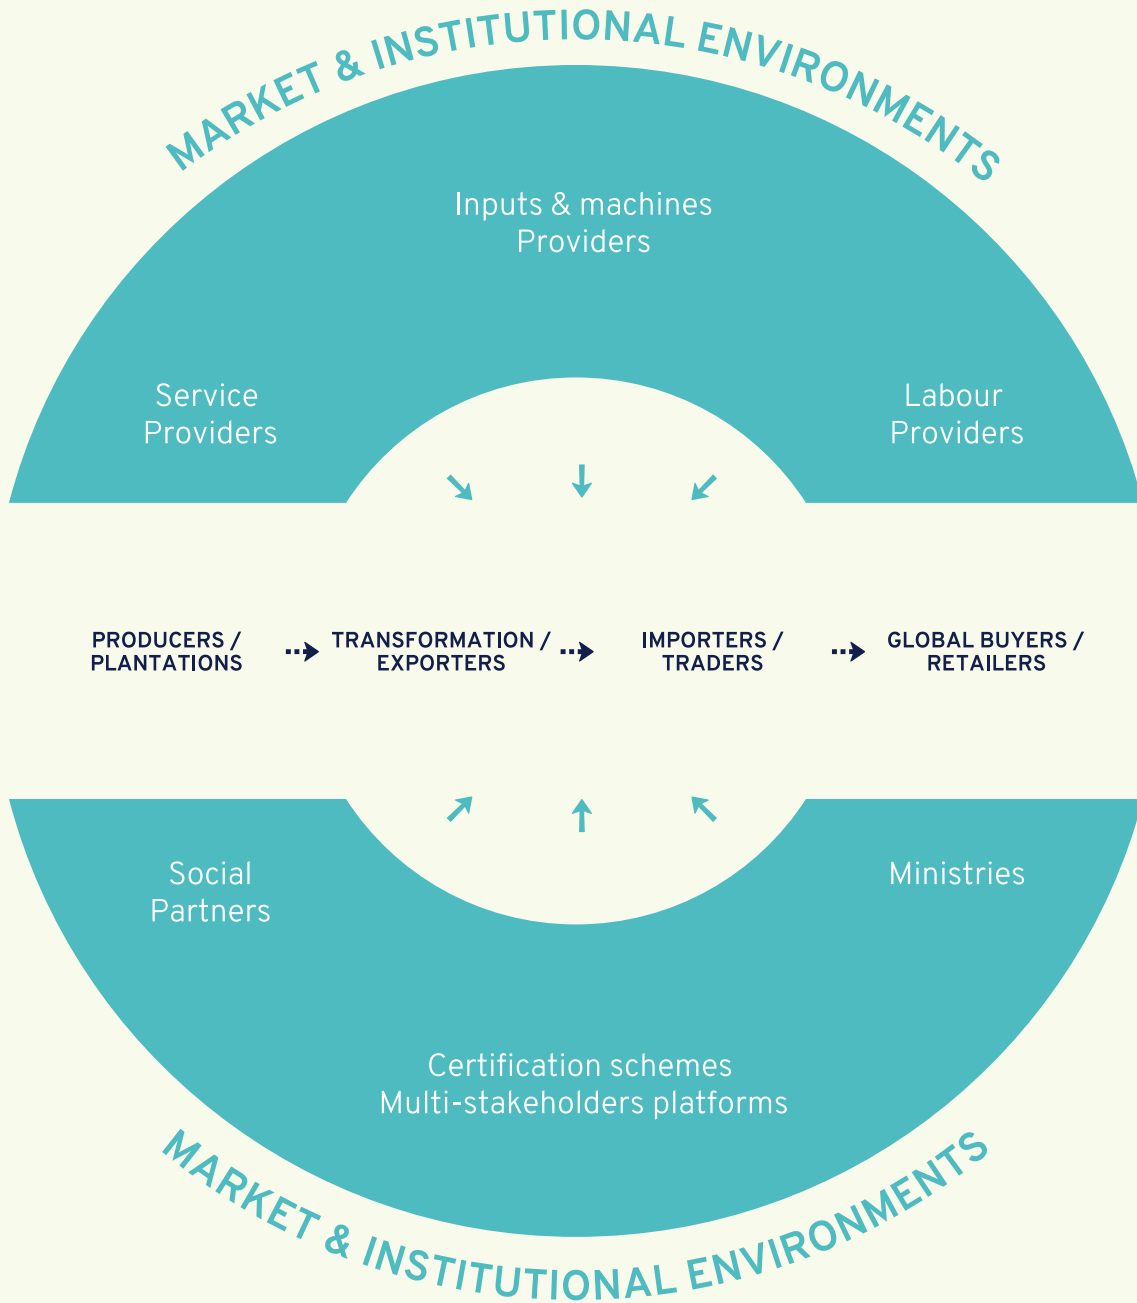 MARKET & INSTITUTIONAL ENVIRONMENTS
Inputs & machines
Providers
Service
Providers
Labour
Providers
PRODUCERS /
PLANTATIONS
TRANSFORMATION /
EXPORTERS
IMPORTERS /
TRADERS
GLOBAL BUYERS /
RETAILERS
Social
Partners
Ministries
Certification schemes
Multi-stakeholders platforms
MARKET & INSTITUTIONAL ENVIRONMENTS